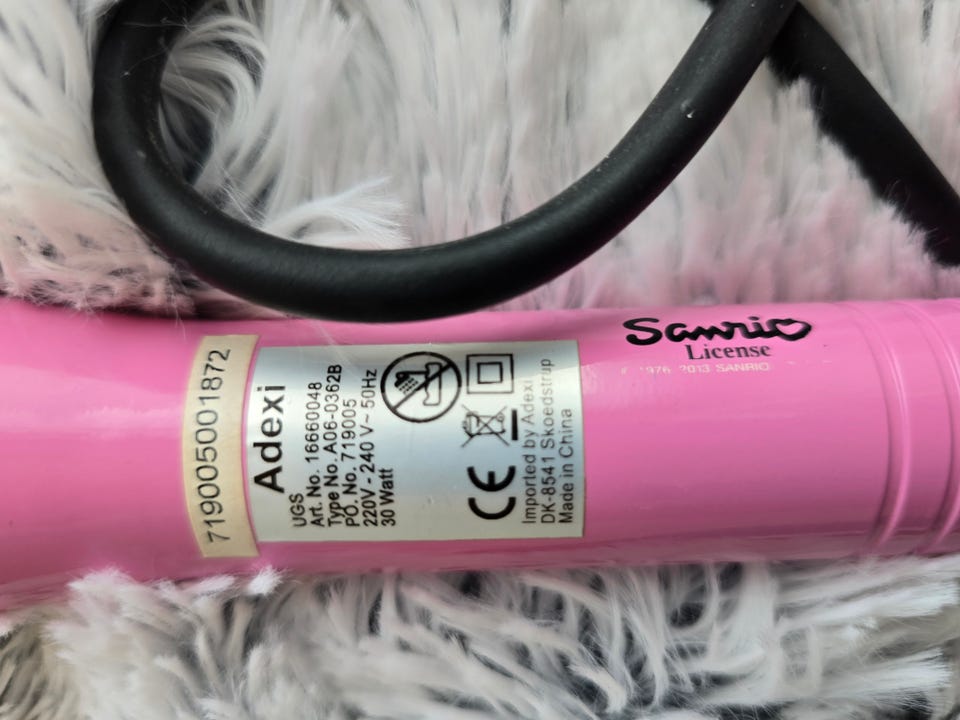 719005001872
Adexi
UGS
Art. No. 16660048
Type No. A06-0362B
PO. No. 719005
220V - 240 V~ 50Hz
30 Watt
CE
Imported by Adexi
DK-8541 Skoedstrup
Made in China
Sanrio
License
1976, 2013 SANRIO